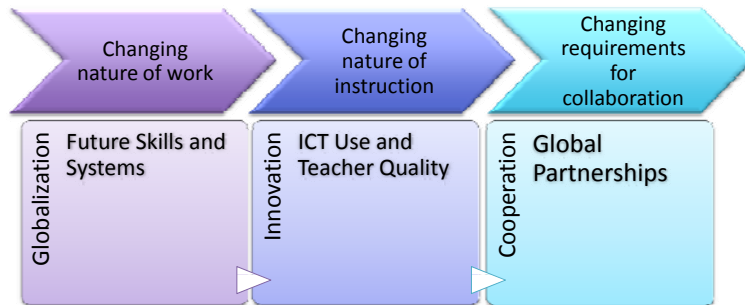 Changing
nature of work
Changing
nature of
instruction
Changing
requirements
for
collaboration
Globalization
Future Skills and
Systems
Innovation
ICT Use and
Teacher Quality
Cooperation
Global
Partnerships